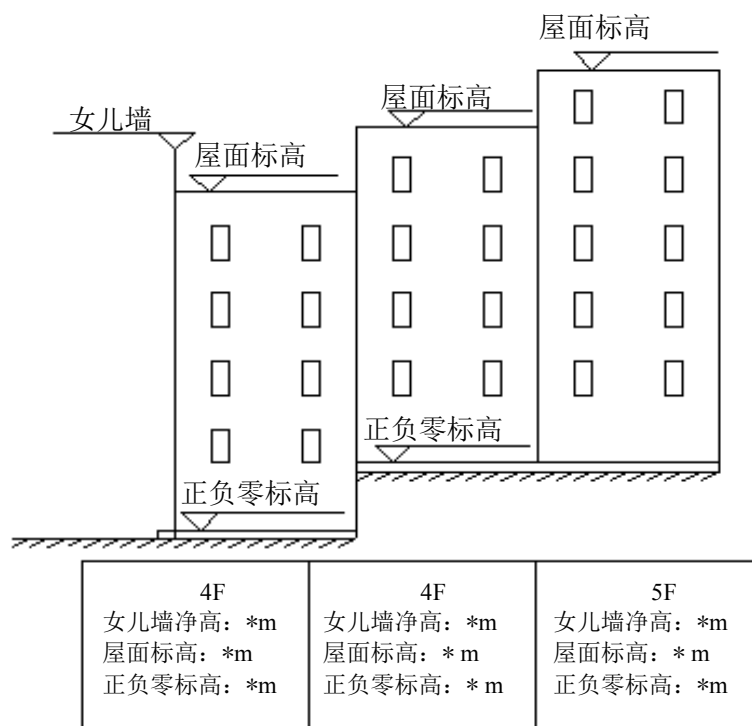 屋面标高
屋面标高
女儿墙
屋面标高
正负零标高
正负零标高
4F
女儿墙净高：*m
屋面标高：*m
正负零标高：*m
4F
女儿墙净高：*m
屋面标高：* m
正负零标高：* m
5F
女儿墙净高：*m
屋面标高：* m
正负零标高：*m